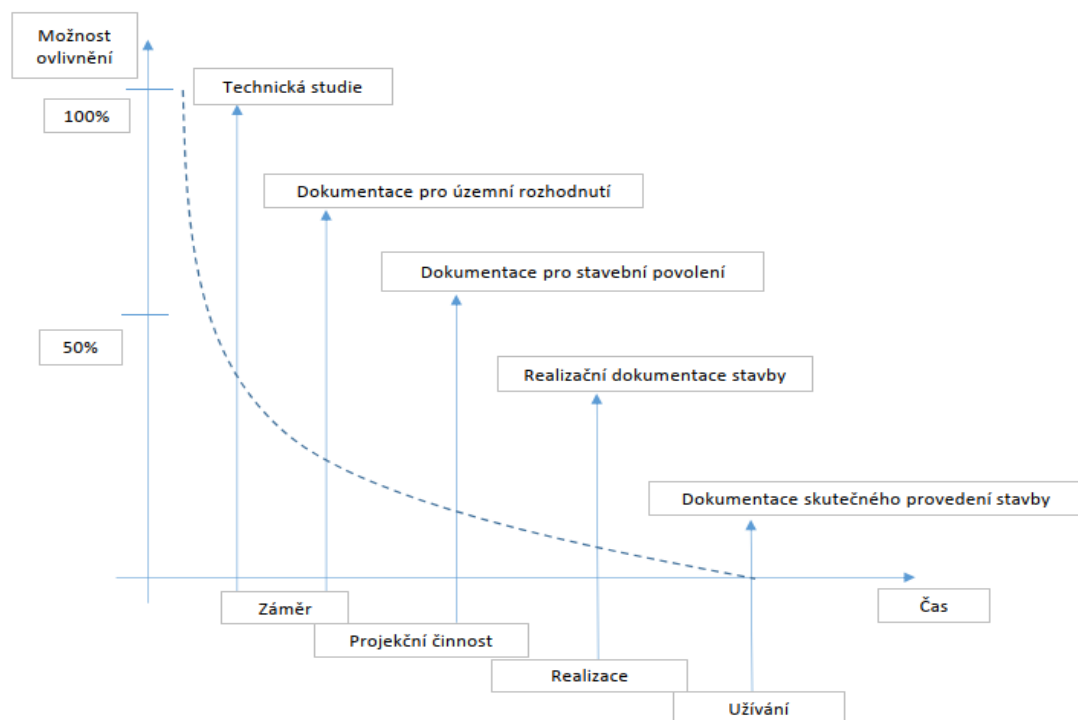 Možnost
ovlivnění
Technická studie
100%
Dokumentace pro územní rozhodnutí
Dokumentace pro stavební povolení
50%
Realizační dokumentace stavby
Dokumentace skutečného provedení stavby
Záměr
Čas
Projekční činnost
Realizace
Užívání